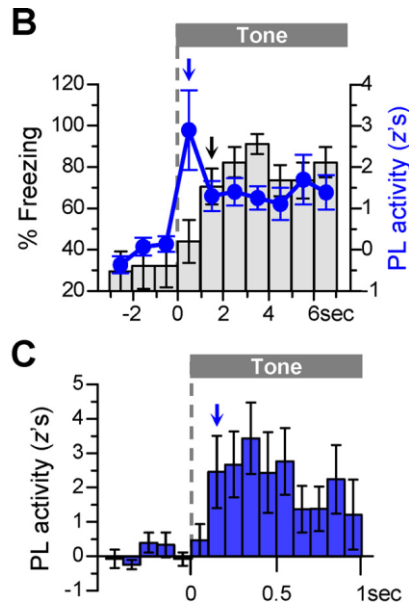 B
Tone
120
100
80
60
40
20
% Freezing
4
3
2
1
0
1
PL activity (z's)
-2 0 2 4 6sec
C
Tone
5
4
3
2
1
0
-1
PL activity (z's)
0 0.5 1sec